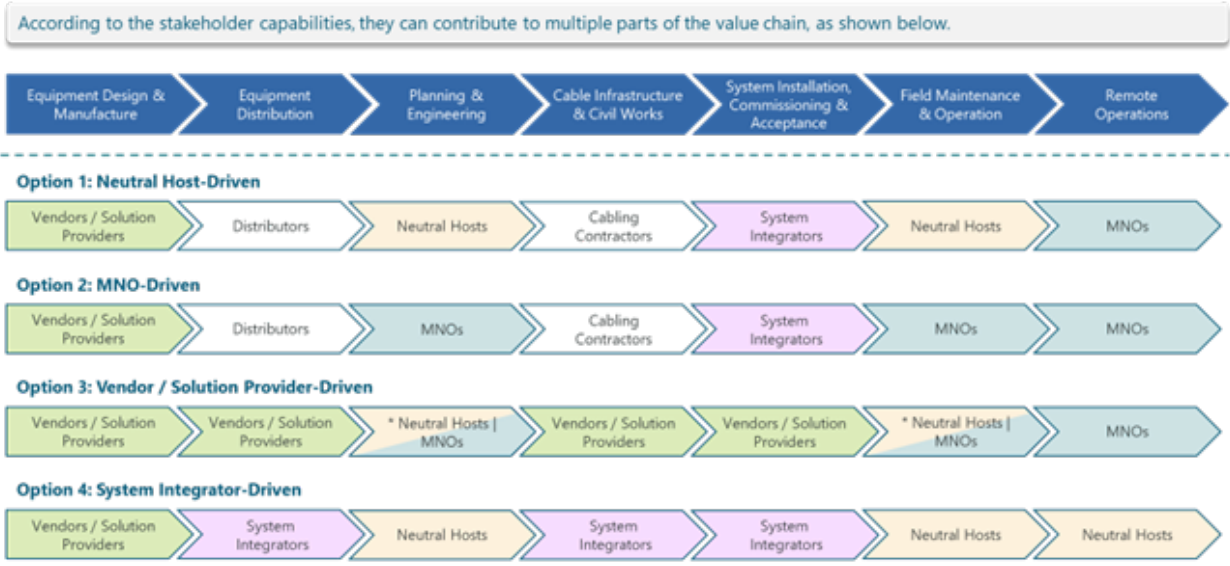 According to the stakeholder capabilities, they can contribute to multiple parts of the value chain, as shown below.
Equipment Design &
Manufacture
Equipment
Distribution
Planning &
Engineering
Cable Infrastructure
& Civil Works
System Installation,
Commissioning &
Acceptance
Field Maintenance
& Operation
Remote
Operations
Option 1: Neutral Host-Driven
Vendors / Solution
Providers
Distributors
Neutral Hosts
Cabling
Contractors
System
Integrators
Neutral Hosts
MNOs
Option 2: MNO-Driven
Vendors / Solution
Providers
Distributors
MNOs
Cabling
Contractors
System
Integrators
MNOs
MNOs
Option 3: Vendor / Solution Provider-Driven
Vendors / Solution
Providers
Vendors / Solution
Providers
* Neutral Hosts |
MNOs
Vendors / Solution
Providers
Vendors / Solution
Providers
* Neutral Hosts |
MNOs
MNOs
Option 4: System Integrator-Driven
Vendors / Solution
Providers
System
Integrators
Neutral Hosts
System
Integrators
System
Integrators
Neutral Hosts
Neutral Hosts